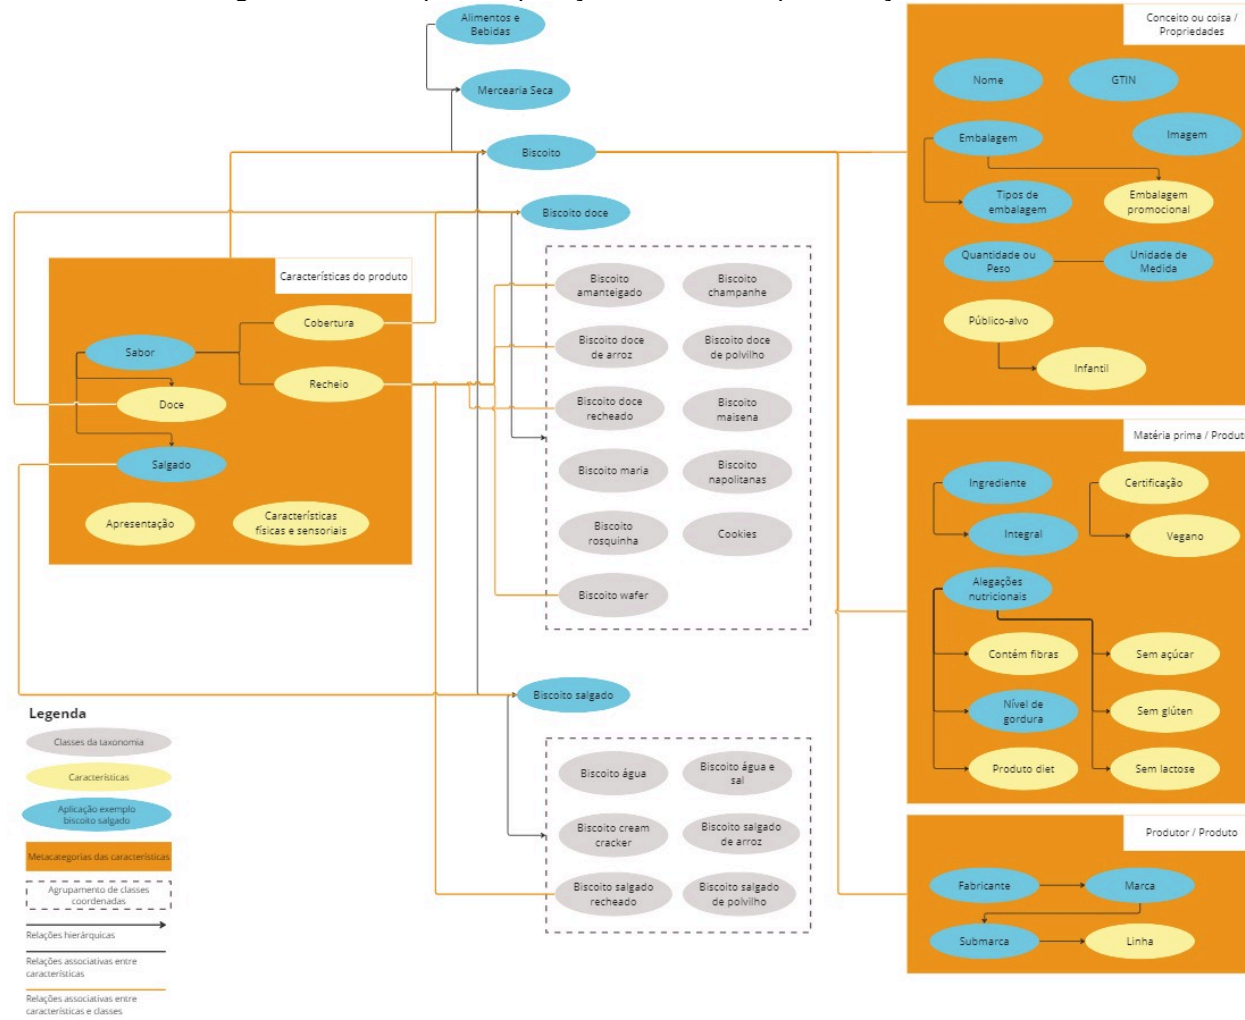 Alimentos e
Bebidas
Mercearia Seca
Biscoito
Biscoito doce
Características do produto
Cobertura
Sabor
Recheio
Doce
Salgado
Apresentação
Características
físicas e sensoriais
Biscoito
amanteigado
Biscoito
champanhe
Biscoito doce
de arroz
Biscoito doce
de polvilho
Biscoito doce
recheado
Biscoito
maisena
Biscoito maria
Biscoito
napolitanas
Biscoito
rosquinha
Cookies
Biscoito wafer
Biscoito salgado
Biscoito água
Biscoito água e
sal
Biscoito cream
cracker
Biscoito salgado
de arroz
Biscoito salgado
recheado
Biscoito salgado
de polvilho
Conceito ou coisa /
Propriedades
Nome
GTIN
Embalagem
Imagem
Tipos de
embalagem
Embalagem
promocional
Quantidade ou
Peso
Unidade de
Medida
Público-alvo
Infantil
Matéria prima / Produt
Ingrediente
Certificação
Integral
Vegano
Alegações
nutricionais
Contém fibras
Sem açúcar
Nível de
gordura
Sem glúten
Produto diet
Sem lactose
Produtor / Produto
Fabricante
Marca
Submarca
Linha
Legenda
Classes da taxonomia
Características
Aplicação exemplo
biscoito salgado
Metacategorias das características
Agrupamento de classes
coordenadas
Relações hierárquicas
Relações associativas entre
características
Relações associativas entre
características e classes